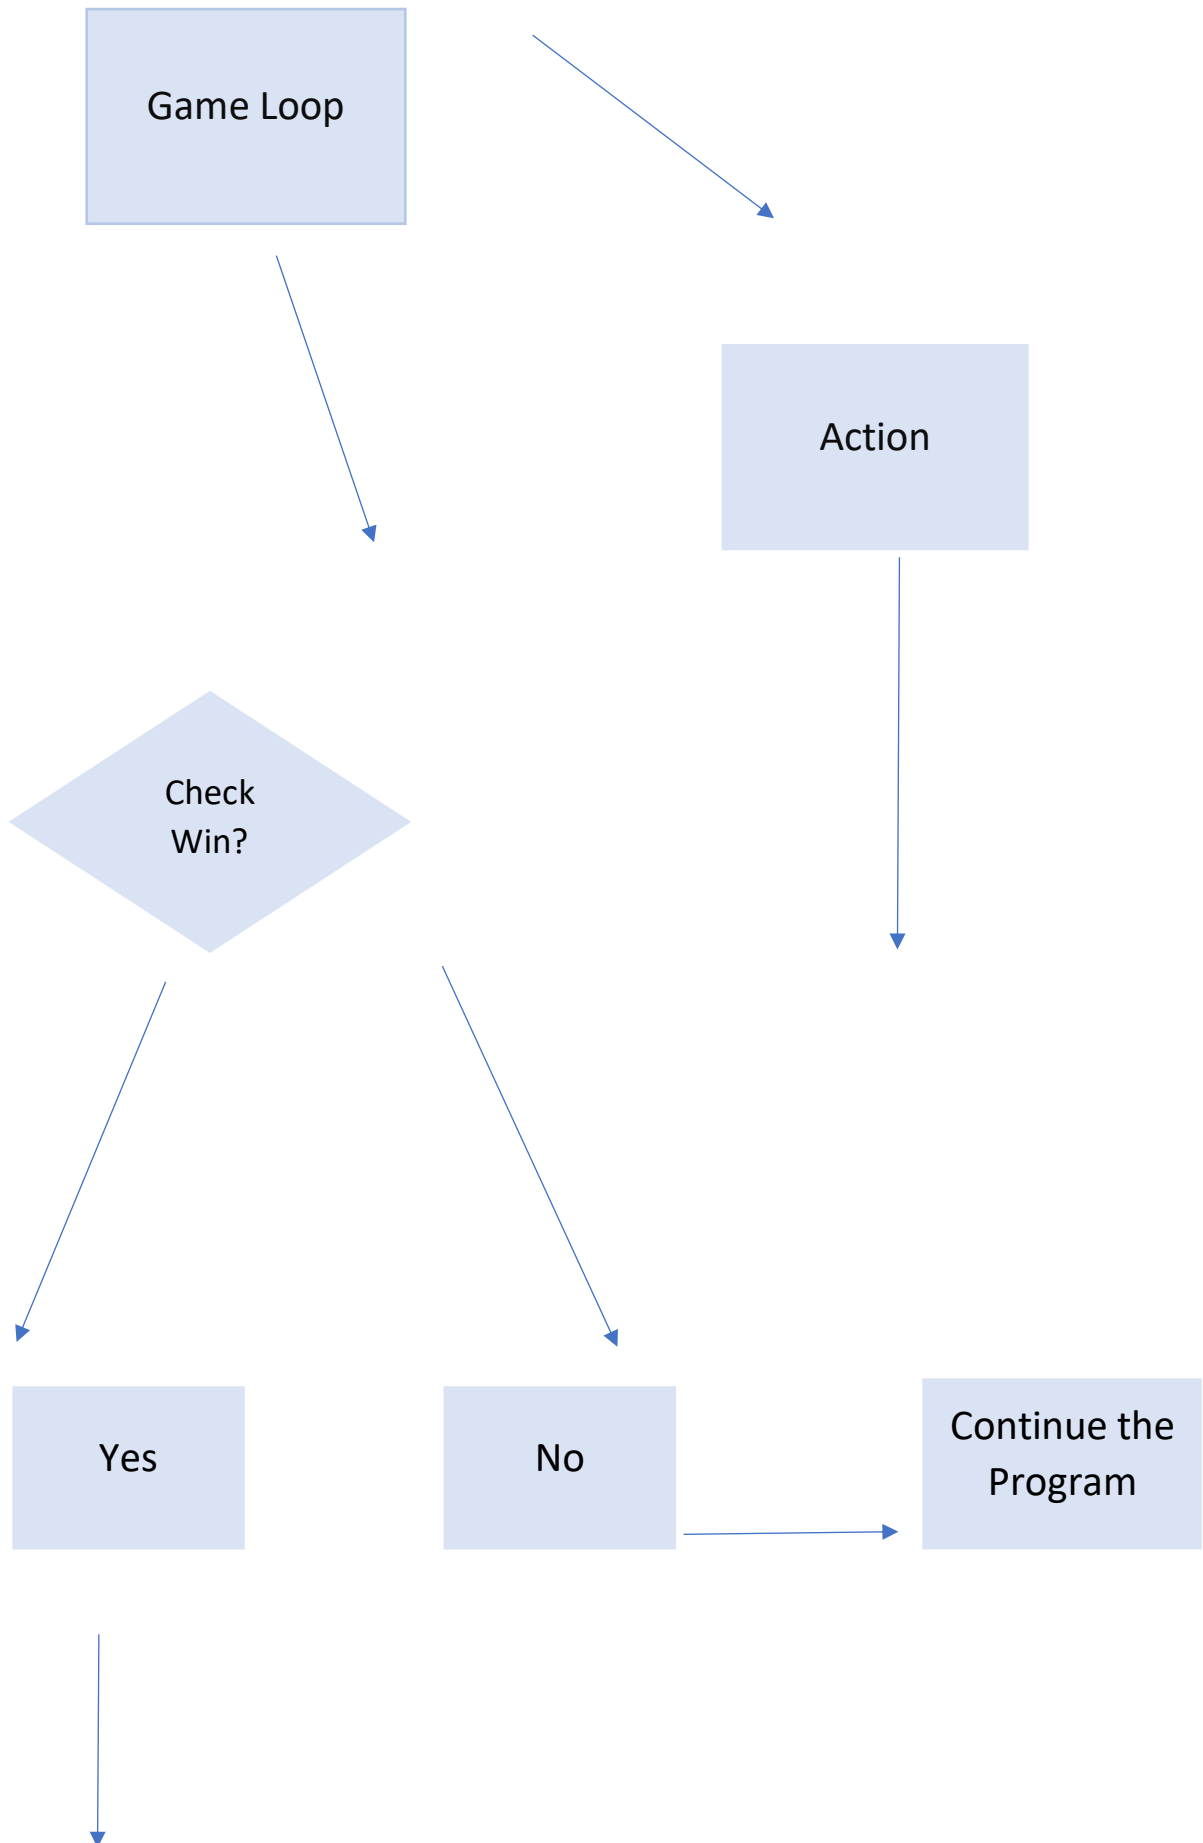 Game Loop
Action
Check
Win?
Yes
No
Continue the
Program